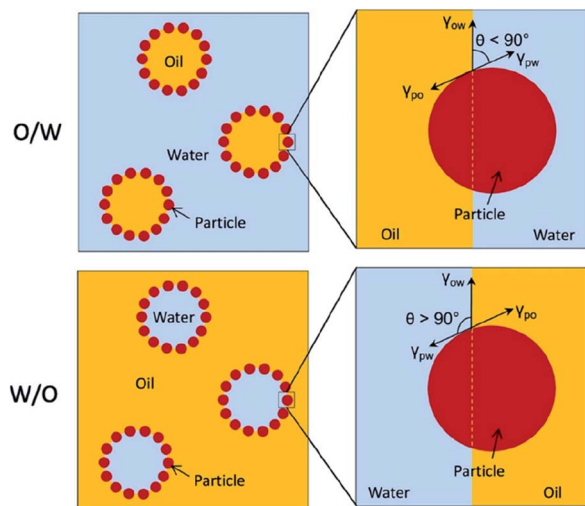 O/W
Oil
Water
Particle
γow
θ < 90°
γpw
γpo
Particle
Oil
Water
W/O
Water
Oil
Particle
γow
θ > 90°
γpo
γpw
Particle
Water
Oil